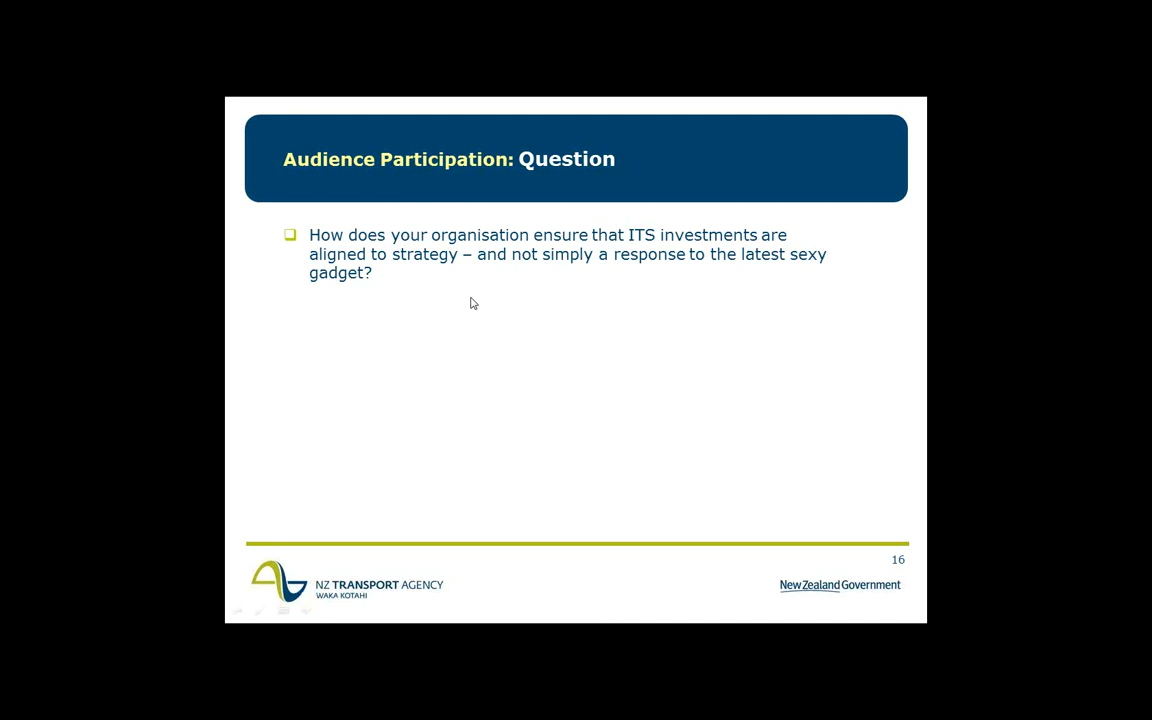 Audience Participation: Question
How does your organisation ensure that ITS investments are
aligned to strategy – and not simply a response to the latest sexy
gadget?
16
NZ TRANSPORT AGENCY
WAKA KOTAHI
New Zealand Government